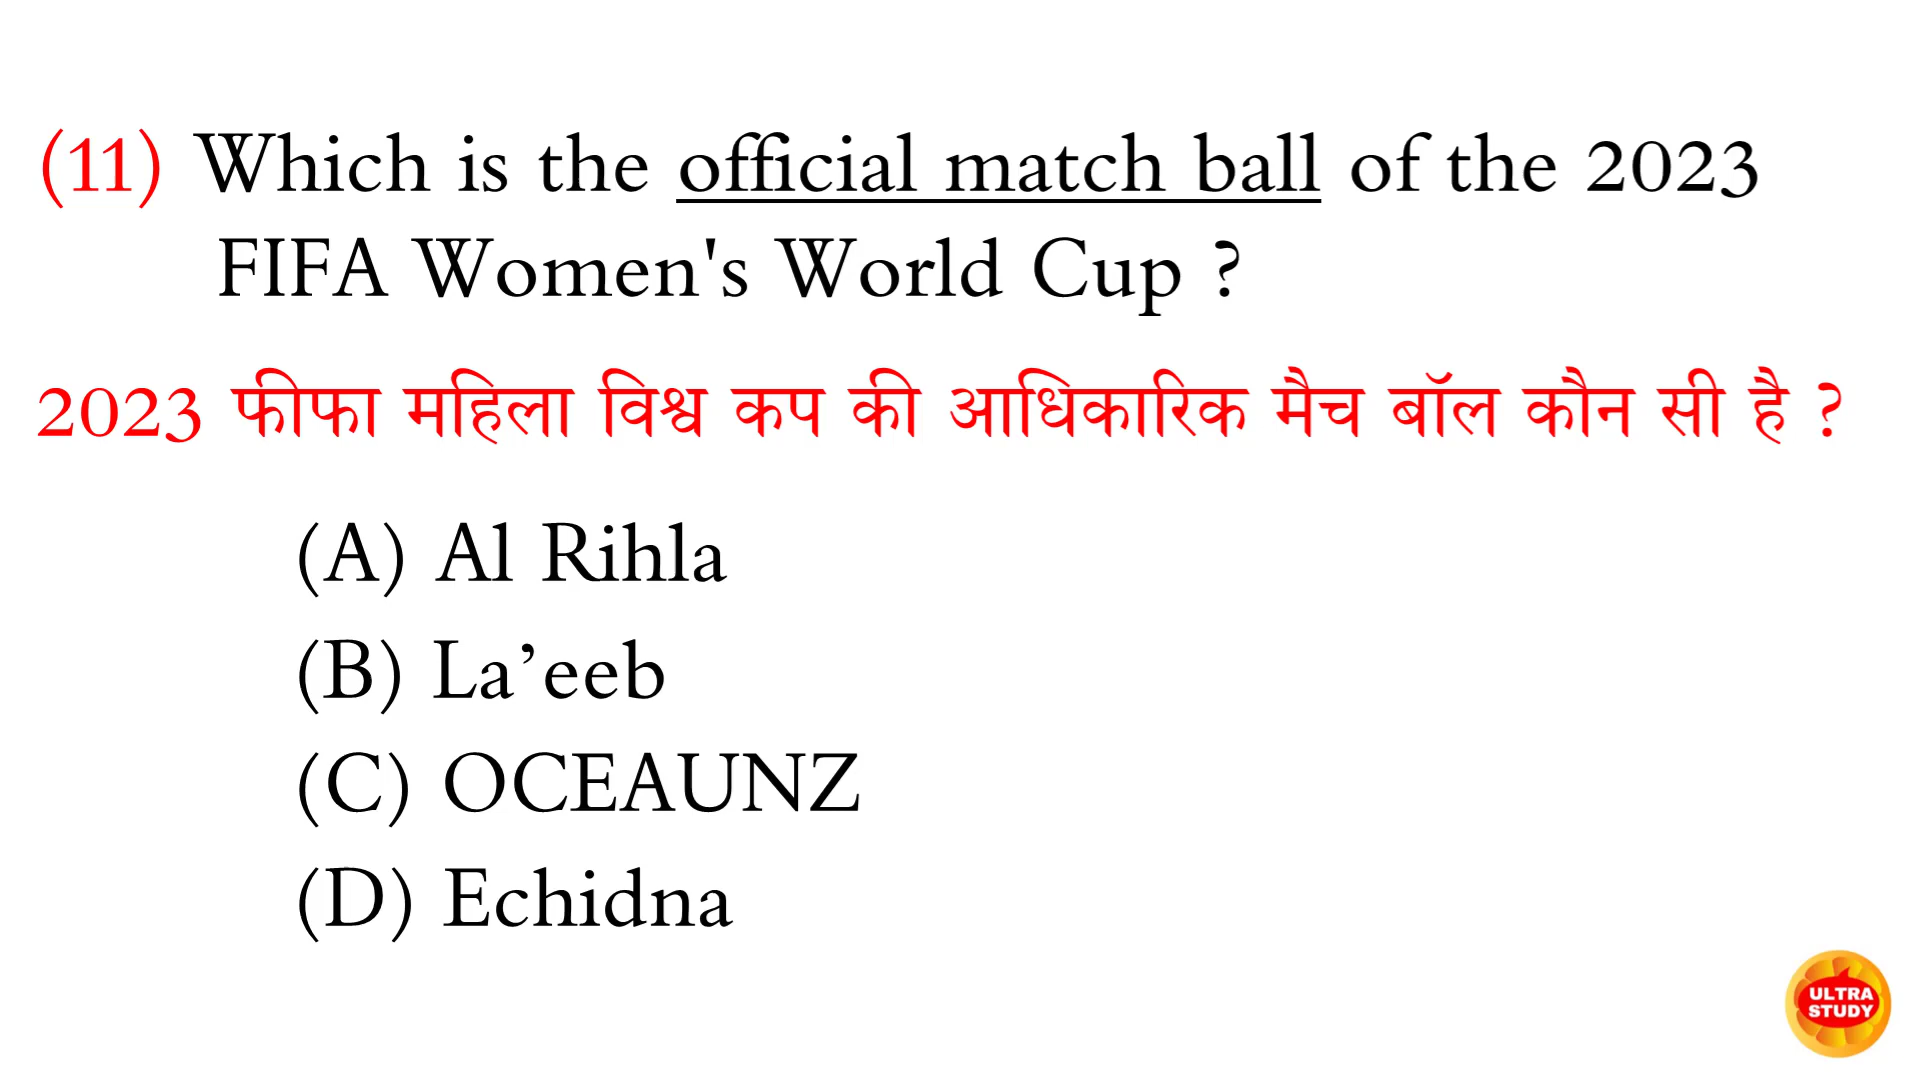 (11) Which is the official match ball of the 2023
FIFA Women's World Cup ?
2023 फीफा महिला विश्व कप की आधिकारिक मैच बॉल कौन सी है ?
(A) Al Rihla
(B) La’eeb
(C) OCEAUNZ
(D) Echidna
ULTRA
STUDY